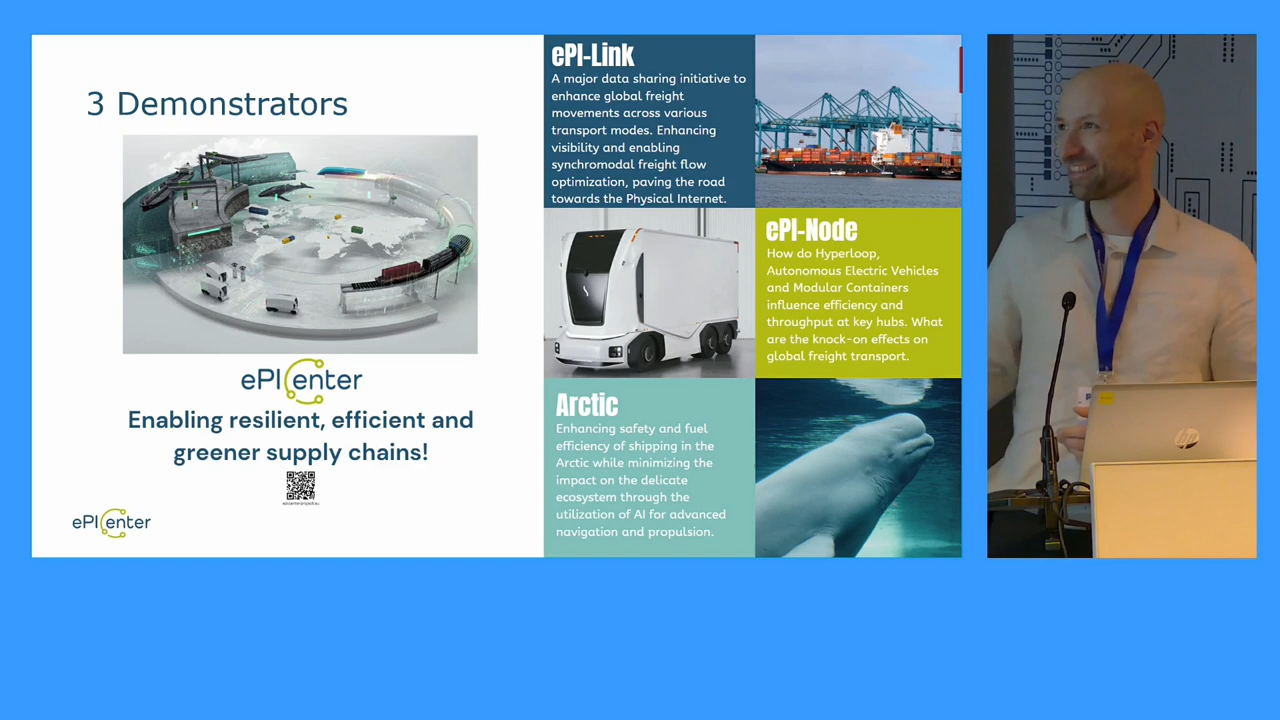 3 Demonstrators
ePIcenter
Enabling resilient, efficient and
greener supply chains!
ePIcenter
ePI-Link
A major data sharing initiative to
enhance global freight
movements across various
transport modes. Enhancing
visibility and enabling
synchromodal freight flow
optimization, paving the road
towards the Physical Internet.
ePI-Node
How do Hyperloop,
Autonomous Electric Vehicles
and Modular Containers
influence efficiency and
throughput at key hubs. What
are the knock-on effects on
global freight transport.
Arctic
Enhancing safety and fuel
efficiency of shipping in the
Arctic while minimizing the
impact on the delicate
ecosystem through the
utilization of AI for advanced
navigation and propulsion.
hp